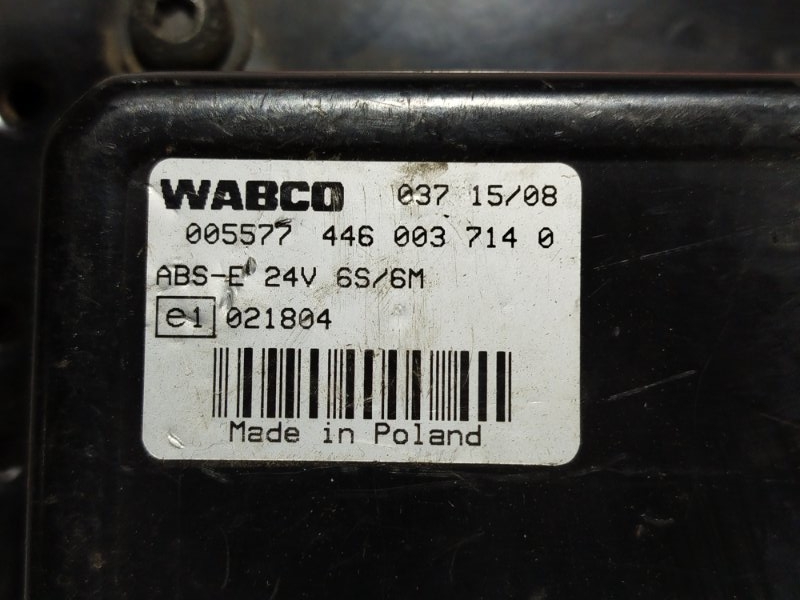 WABCO 037 15/08
005577 446 003 714 0
ABS-E 24V 6S/6M
e1 021804
Made in Poland